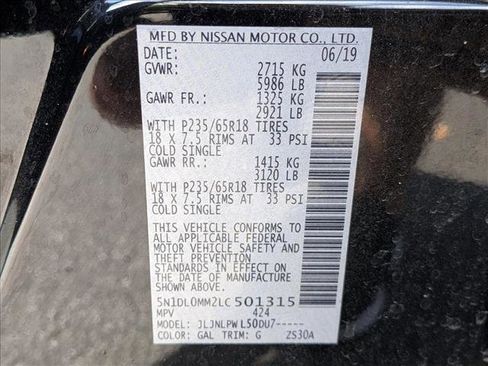 MFD BY NISSAN MOTOR CO., LTD.
DATE: 06/19
GVWR: 2715 KG
5986 LB
GAWR FR.: 1325 KG
2921 LB
WITH P235/65R18 TIRES
18 X 7.5 RIMS AT 33 PSI
COLD SINGLE
GAWR RR.: 1415 KG
3120 LB
WITH P235/65R18 TIRES
18 X 7.5 RIMS AT 33 PSI
COLD SINGLE
THIS VEHICLE CONFORMS TO
ALL APPLICABLE FEDERAL
MOTOR VEHICLE SAFETY AND
THEFT PREVENTION
STANDARDS IN EFFECT ON
THE DATE OF MANUFACTURE
SHOWN ABOVE.
5N1DL0MM2LC501315
MPV 424
MODEL: JLJNLPWL50DU7-----
COLOR: GAL TRIM: G ZS30A